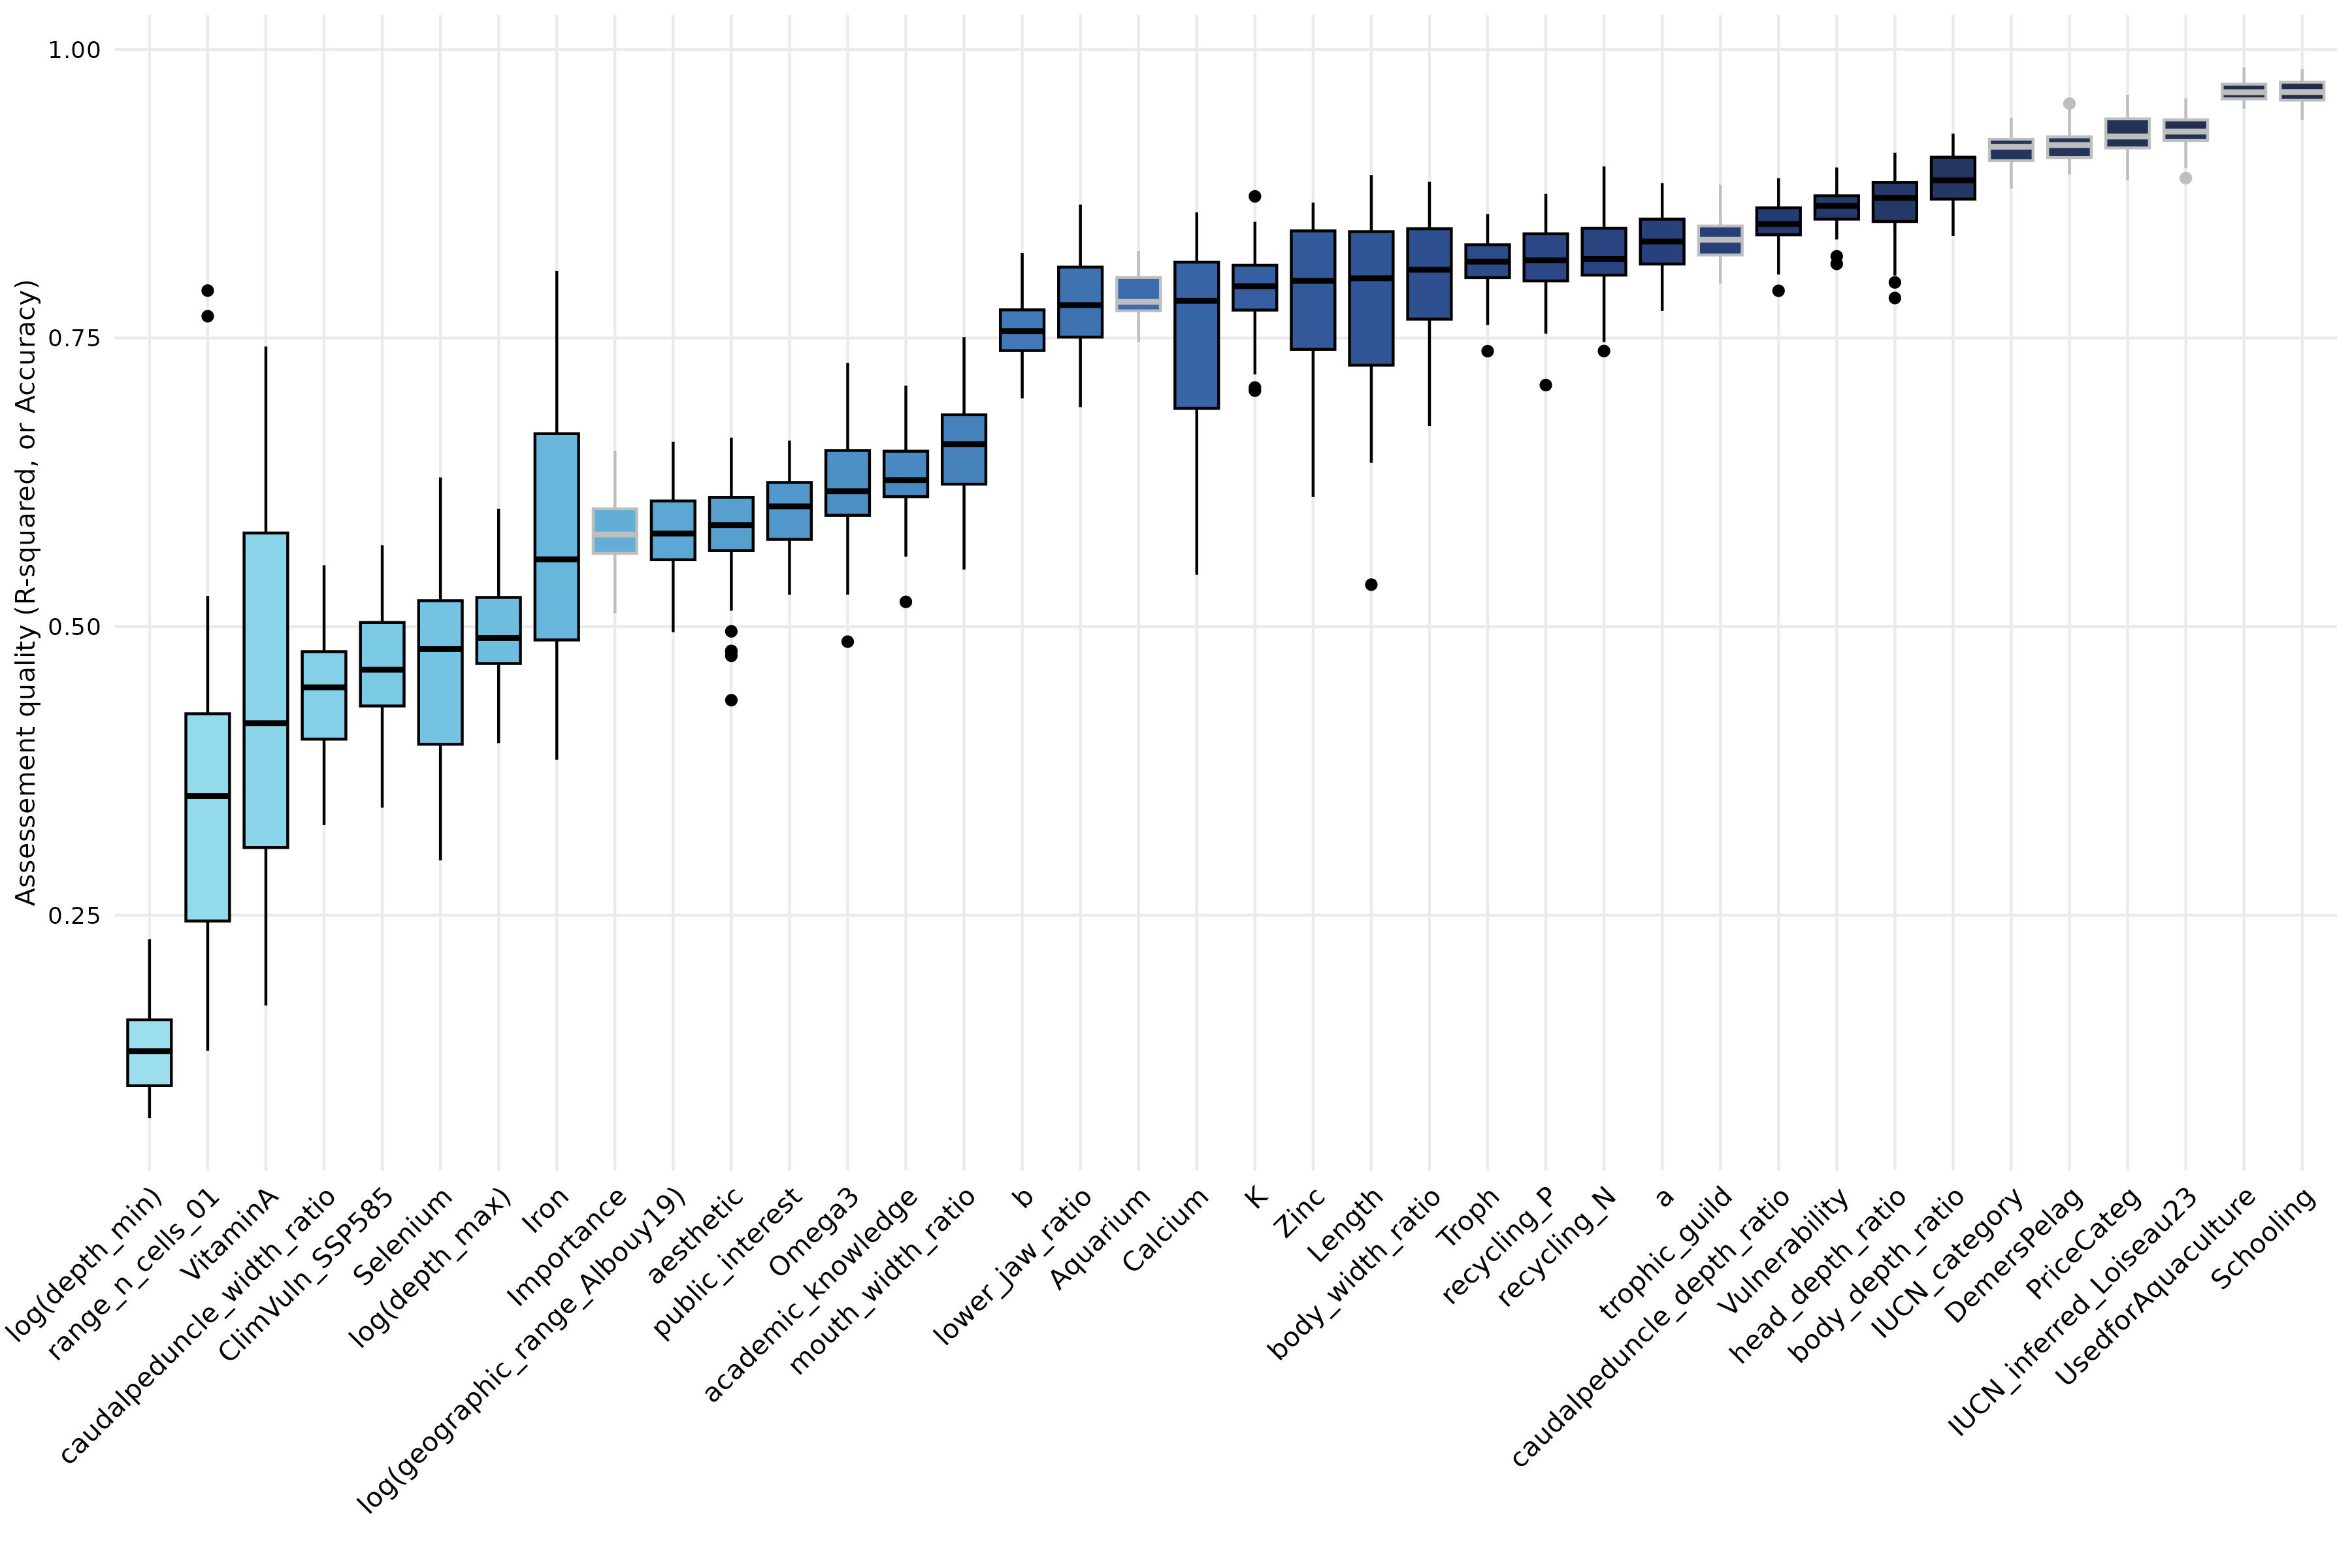 Assessement quality (R-squared, or Accuracy)
1.00
0.75
0.50
0.25
log(depth_min)
range_n_cells_01
VitaminA
caudalpeduncle_width_ratio
ClimVuln_SSP585
Selenium
log(depth_max)
Iron
Importance
log(geographic_range_Albouy19)
aesthetic
public_interest
Omega3
academic_knowledge
mouth_width_ratio
b
lower_jaw_ratio
Aquarium
Calcium
K
Zinc
Length
body_width_ratio
Troph
recycling_P
recycling_N
a
trophic_guild
caudalpeduncle_depth_ratio
Vulnerability
head_depth_ratio
body_depth_ratio
IUCN_category
DemersPelag
PriceCateg
IUCN_inferred_Loiseau23
UsedforAquaculture
Schooling